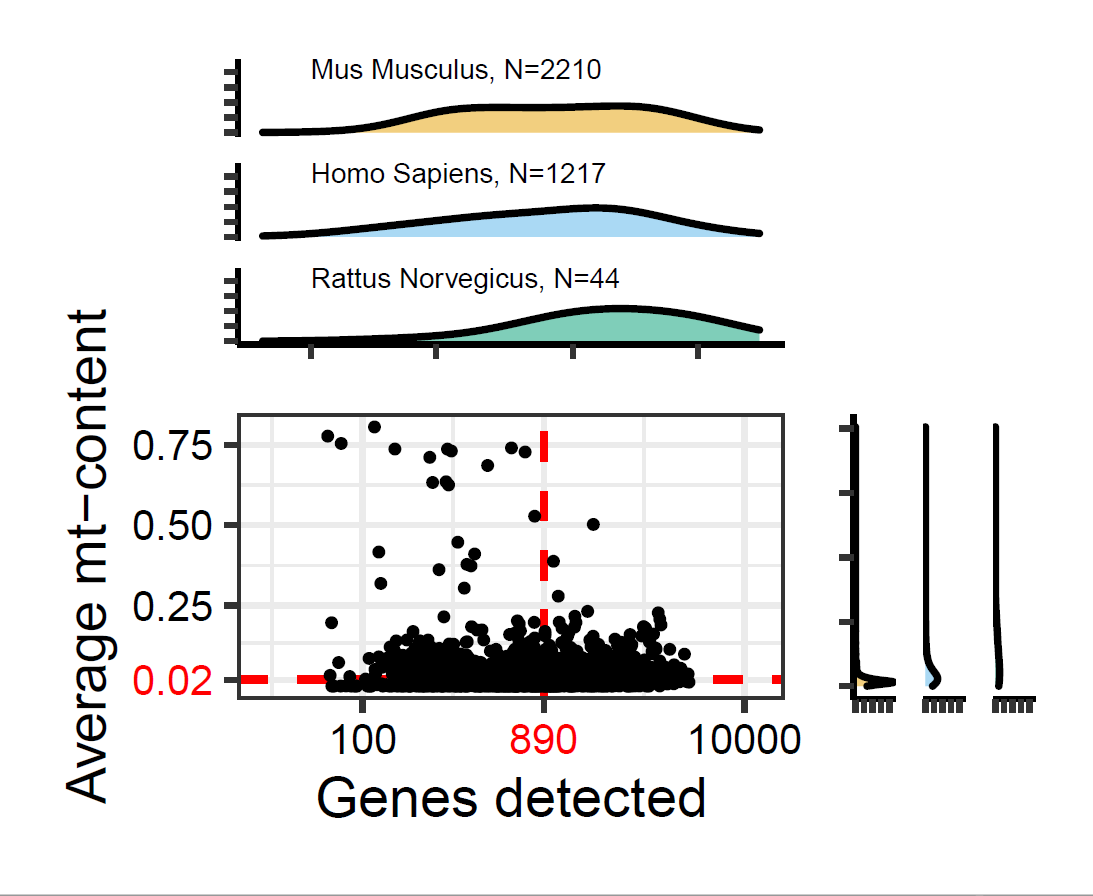 Mus Musculus, N=2210
Homo Sapiens, N=1217
Rattus Norvegicus, N=44
Average mt−content
0.75
0.50
0.25
0.02
100
890
10000
Genes detected